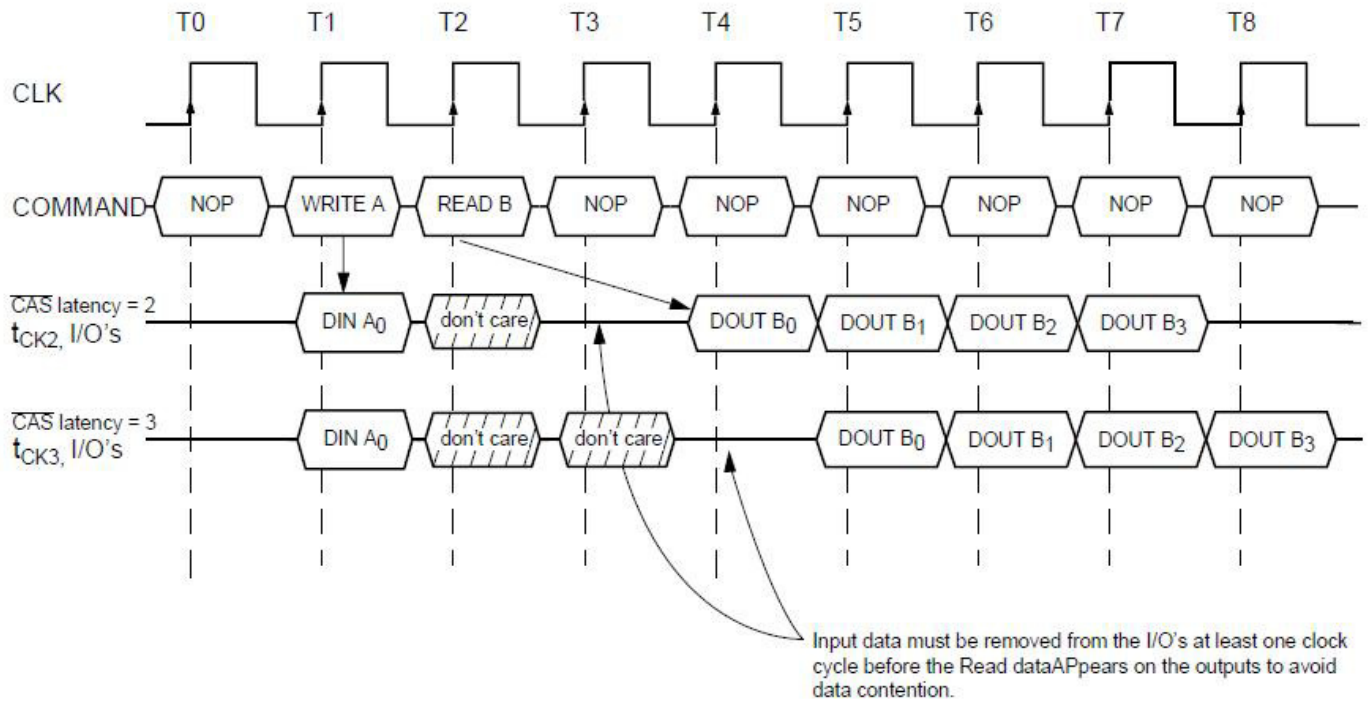 T0 T1 T2 T3 T4 T5 T6 T7 T8
CLK
COMMAND NOP WRITE A READ B NOP NOP NOP NOP NOP NOP
CAS latency = 2
tCK2, I/O's DIN A0 don't care DOUT B0 DOUT B1 DOUT B2 DOUT B3
CAS latency = 3
tCK3, I/O's DIN A0 don't care don't care DOUT B0 DOUT B1 DOUT B2 DOUT B3
Input data must be removed from the I/O's at least one clock
cycle before the Read dataAPpears on the outputs to avoid
data contention.